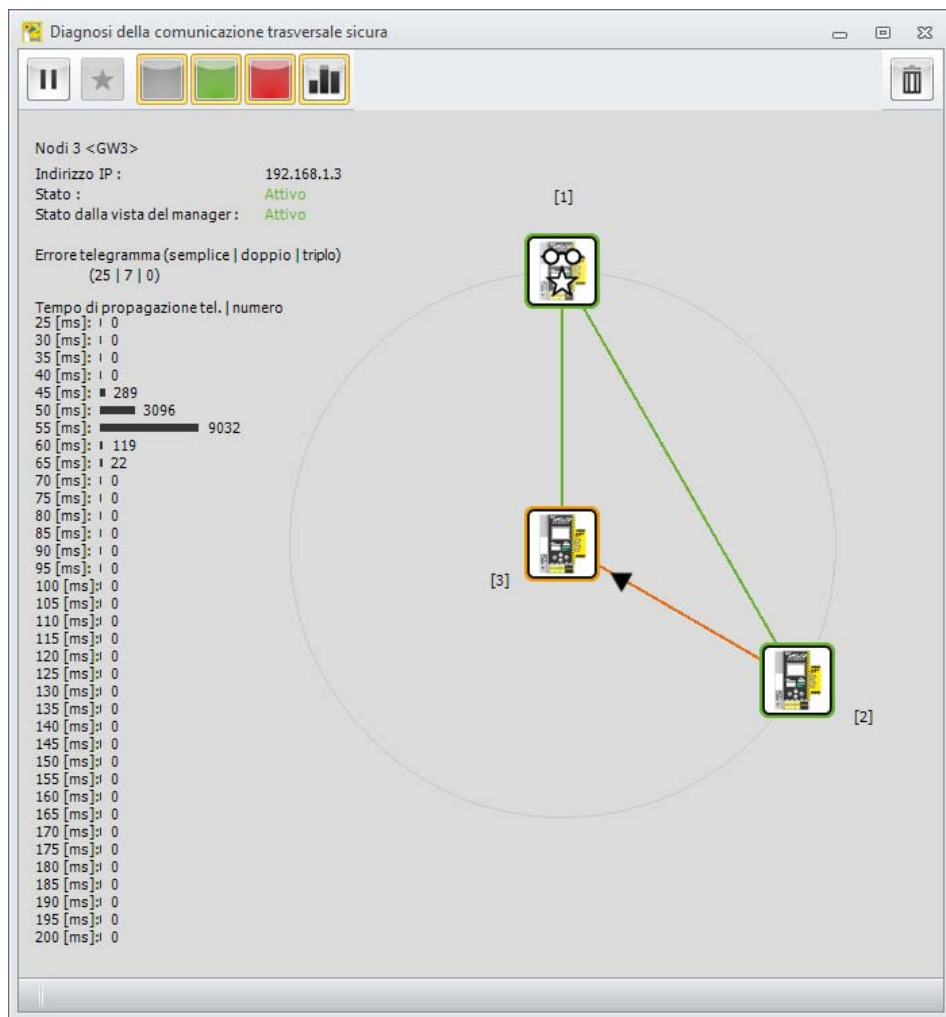 Diagnosi della comunicazione trasversale sicura
Nodi 3 <GW3>
Indirizzo IP : 192.168.1.3
Stato : Attivo
Stato dalla vista del manager : Attivo
Errore telegramma (semplice | doppio | triplo)
(25 | 7 | 0)
Tempo di propagazione tel. | numero
25 [ms]: 0
30 [ms]: 0
35 [ms]: 0
40 [ms]: 0
45 [ms]: 289
50 [ms]: 3096
55 [ms]: 9032
60 [ms]: 119
65 [ms]: 22
70 [ms]: 0
75 [ms]: 0
80 [ms]: 0
85 [ms]: 0
90 [ms]: 0
95 [ms]: 0
100 [ms]: 0
105 [ms]: 0
110 [ms]: 0
115 [ms]: 0
120 [ms]: 0
125 [ms]: 0
130 [ms]: 0
135 [ms]: 0
140 [ms]: 0
145 [ms]: 0
150 [ms]: 0
155 [ms]: 0
160 [ms]: 0
165 [ms]: 0
170 [ms]: 0
175 [ms]: 0
180 [ms]: 0
185 [ms]: 0
190 [ms]: 0
195 [ms]: 0
200 [ms]: 0
[1]
[3]
[2]